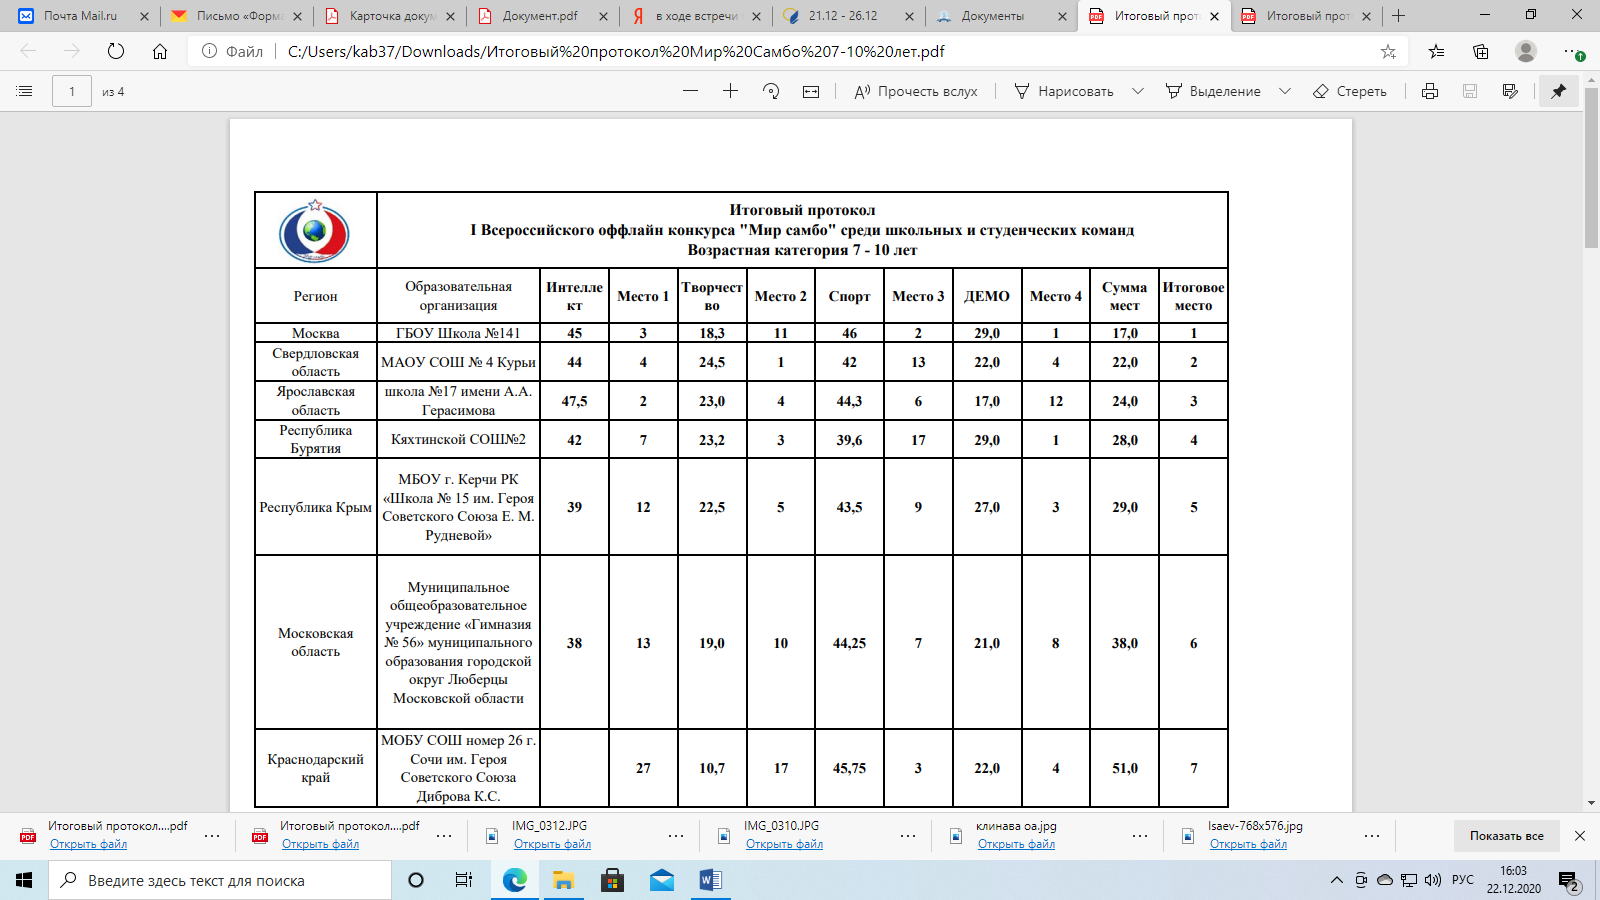 Почта Mail.ru
Письмо «Форма
Карточка докум
Документ.pdf
в ходе встречи
21.12 - 26.12
Документы
Итоговый прот
Итоговый прот
Файл
C:/Users/kab37/Downloads/Итоговый%20протокол%20Мир%20Самбо%207-10%20лет.pdf
1
из 4
Прочесть вслух
Нарисовать
Выделение
Стереть
Итоговый протокол
I Всероссийского оффлайн конкурса "Мир самбо" среди школьных и студенческих команд
Возрастная категория 7 - 10 лет
Регион
Образовательная
организация
Интелле
кт
Место 1
Творчест
во
Место 2
Спорт
Место 3
ДЕМО
Место 4
Сумма
мест
Итоговое
место
Москва ГБОУ Школа №141 45 3 18,3 11 46 2 29,0 1 17,0 1
Свердловская
область
МАОУ СОШ № 4 Курьи 44 4 24,5 1 42 13 22,0 4 22,0 2
Ярославская
область
школа №17 имени А.А.
Герасимова
47,5 2 23,0 4 44,3 6 17,0 12 24,0 3
Республика
Бурятия
Кяхтинской СОШ№2 42 7 23,2 3 39,6 17 29,0 1 28,0 4
Республика Крым
МБОУ г. Керчи РК
«Школа № 15 им. Героя
Советского Союза Е. М.
Рудневой»
39 12 22,5 5 43,5 9 27,0 3 29,0 5
Московская
область
Муниципальное
общеобразовательное
учреждение «Гимназия
№ 56» муниципального
образования городской
округ Люберцы
Московской области
38 13 19,0 10 44,25 7 21,0 8 38,0 6
Краснодарский
край
МОБУ СОШ номер 26 г.
Сочи им. Героя
Советского Союза
Диброва К.С.
27 10,7 17 45,75 3 22,0 4 51,0 7
Итоговый протокол....pdf
Открыть файл
Итоговый протокол....pdf
Открыть файл
IMG_0312.JPG
Открыть файл
IMG_0310.JPG
Открыть файл
клинава оа.jpg
Открыть файл
Isaev-768x576.jpg
Открыть файл
Показать все
Введите здесь текст для поиска
РУС
16:03
22.12.2020
2